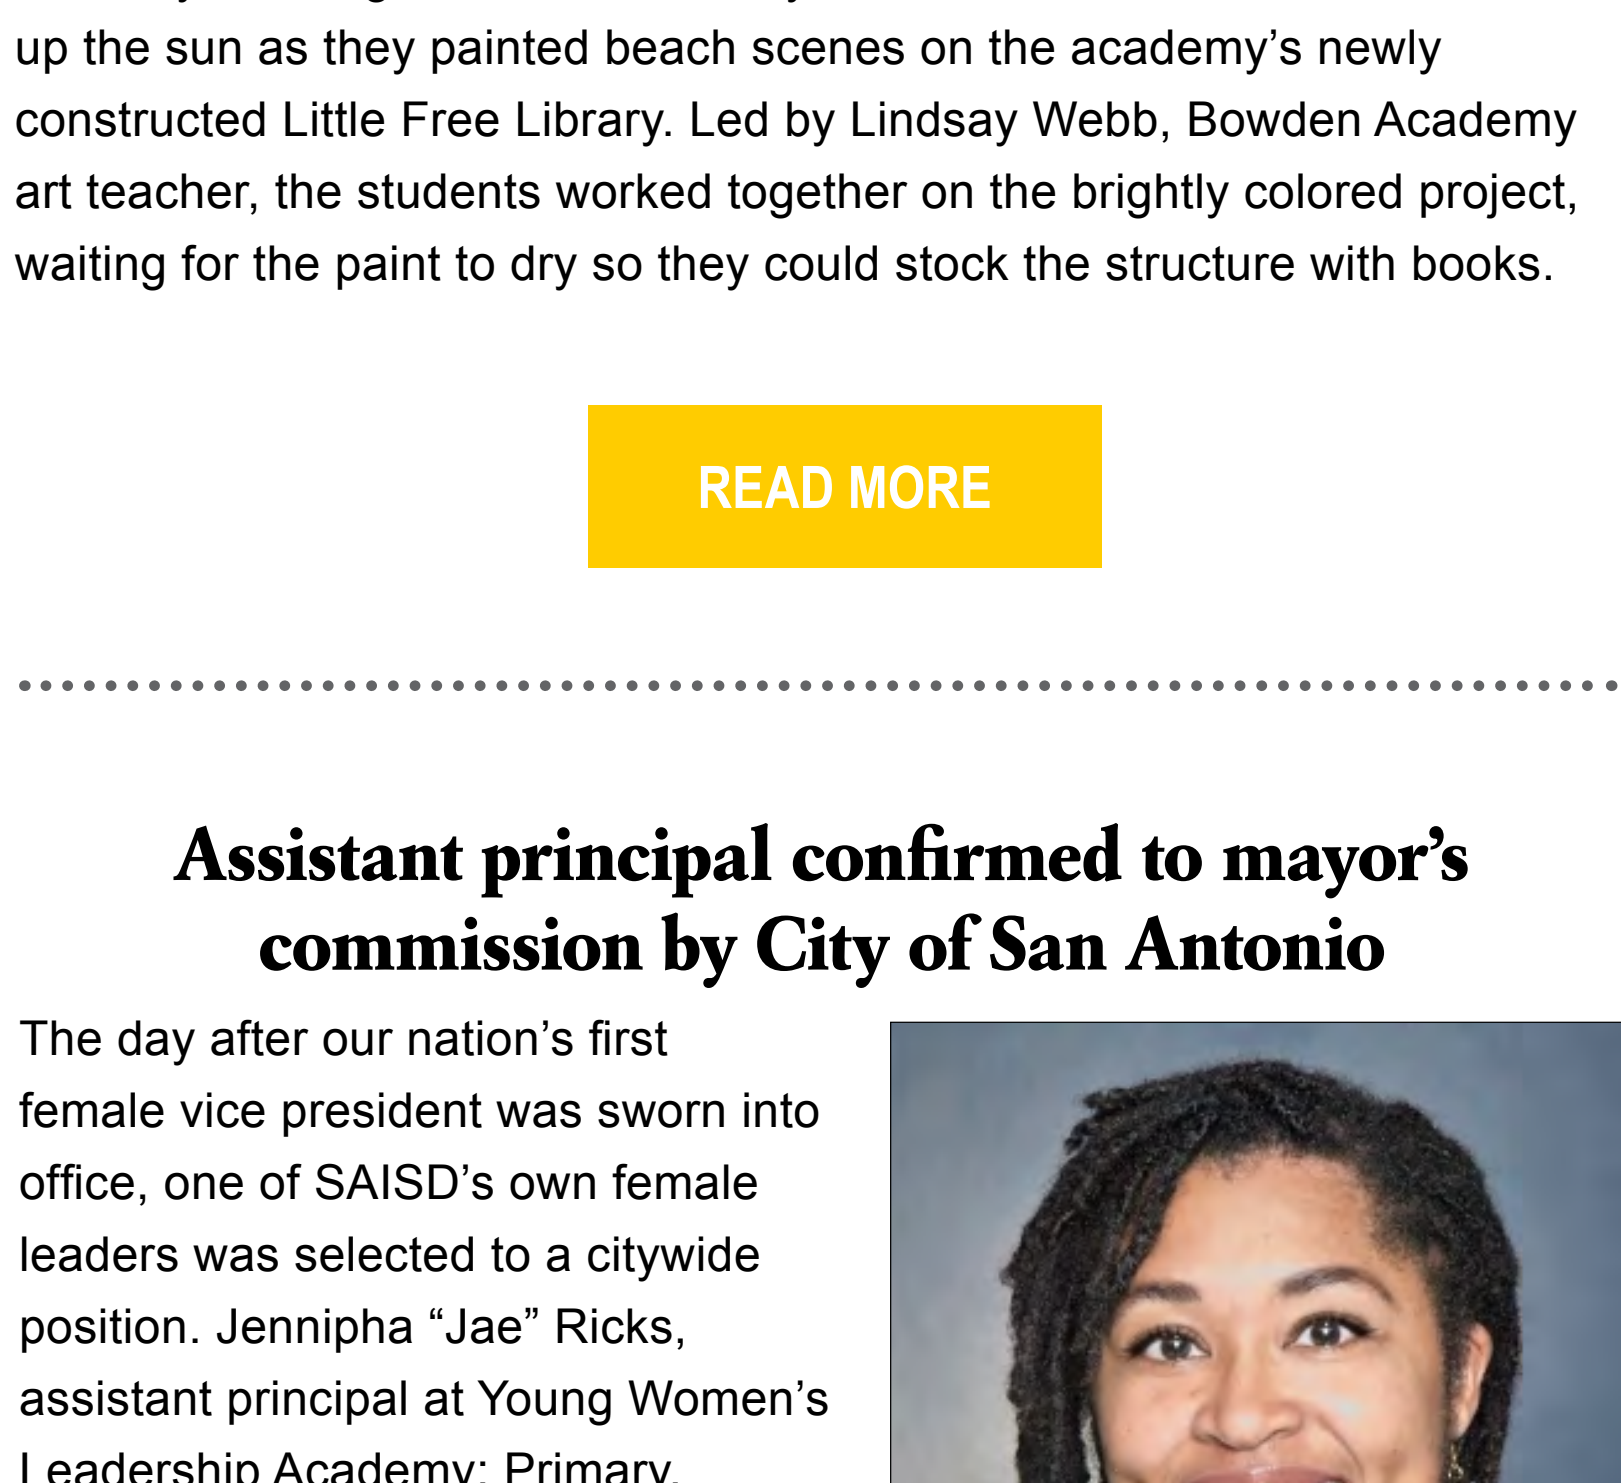 up the sun as they painted beach scenes on the academy’s newly
constructed Little Free Library. Led by Lindsay Webb, Bowden Academy
art teacher, the students worked together on the brightly colored project,
waiting for the paint to dry so they could stock the structure with books.
READ MORE
Assistant principal confirmed to mayor’s
commission by City of San Antonio
The day after our nation’s first
female vice president was sworn into
office, one of SAISD’s own female
leaders was selected to a citywide
position. Jennipha “Jae” Ricks,
assistant principal at Young Women’s
Leadership Academy: Primary,